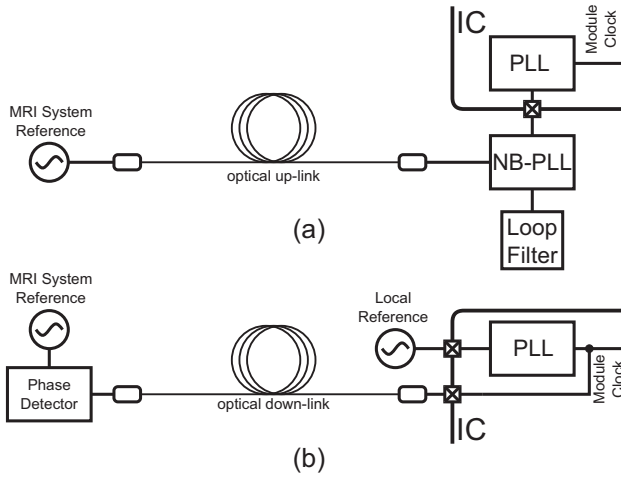 IC
Module
Clock
PLL
MRI System
Reference
NB-PLL
optical up-link
Loop
Filter
(a)
MRI System
Reference
Local
Reference
PLL
Phase
Detector
optical down-link
Module
Clock
IC
(b)